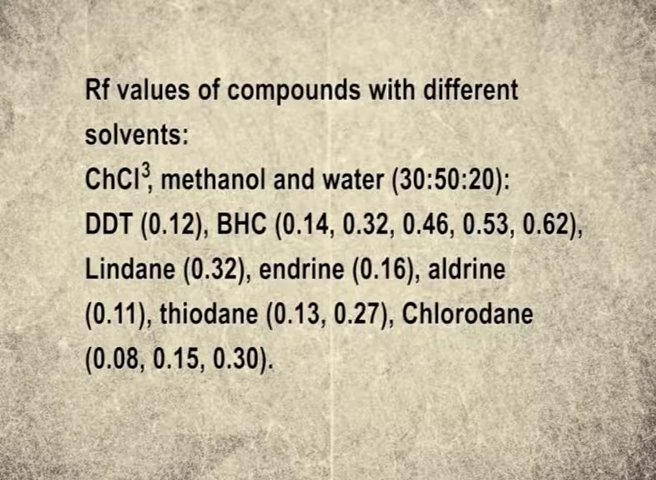 Rf values of compounds with different
solvents:
ChCl³, methanol and water (30:50:20):
DDT (0.12), BHC (0.14, 0.32, 0.46, 0.53, 0.62),
Lindane (0.32), endrine (0.16), aldrine
(0.11), thiodane (0.13, 0.27), Chlorodane
(0.08, 0.15, 0.30).